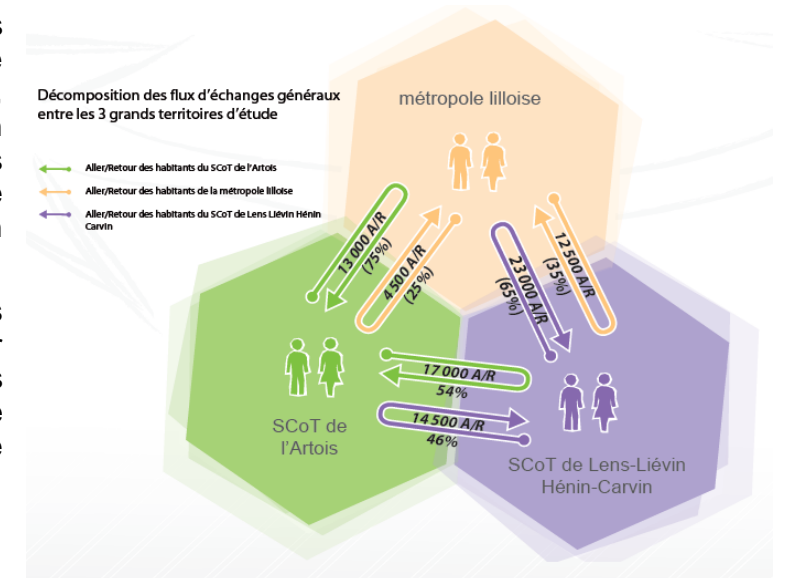 Décomposition des flux d'échanges généraux
entre les 3 grands territoires d'étude
Aller/Retour des habitants du SCoT de l'Artois
Aller/Retour des habitants de la métropole lilloise
Aller/Retour des habitants du SCoT de Lens Liévin Hénin
Carvin
métropole lilloise
13 000 A/R
(75%)
4 500 A/R
(25%)
23 000 A/R
(65%)
12 500 A/R
(35%)
17 000 A/R
54%
14 500 A/R
46%
SCoT de
l'Artois
SCoT de Lens-Liévin
Hénin-Carvin